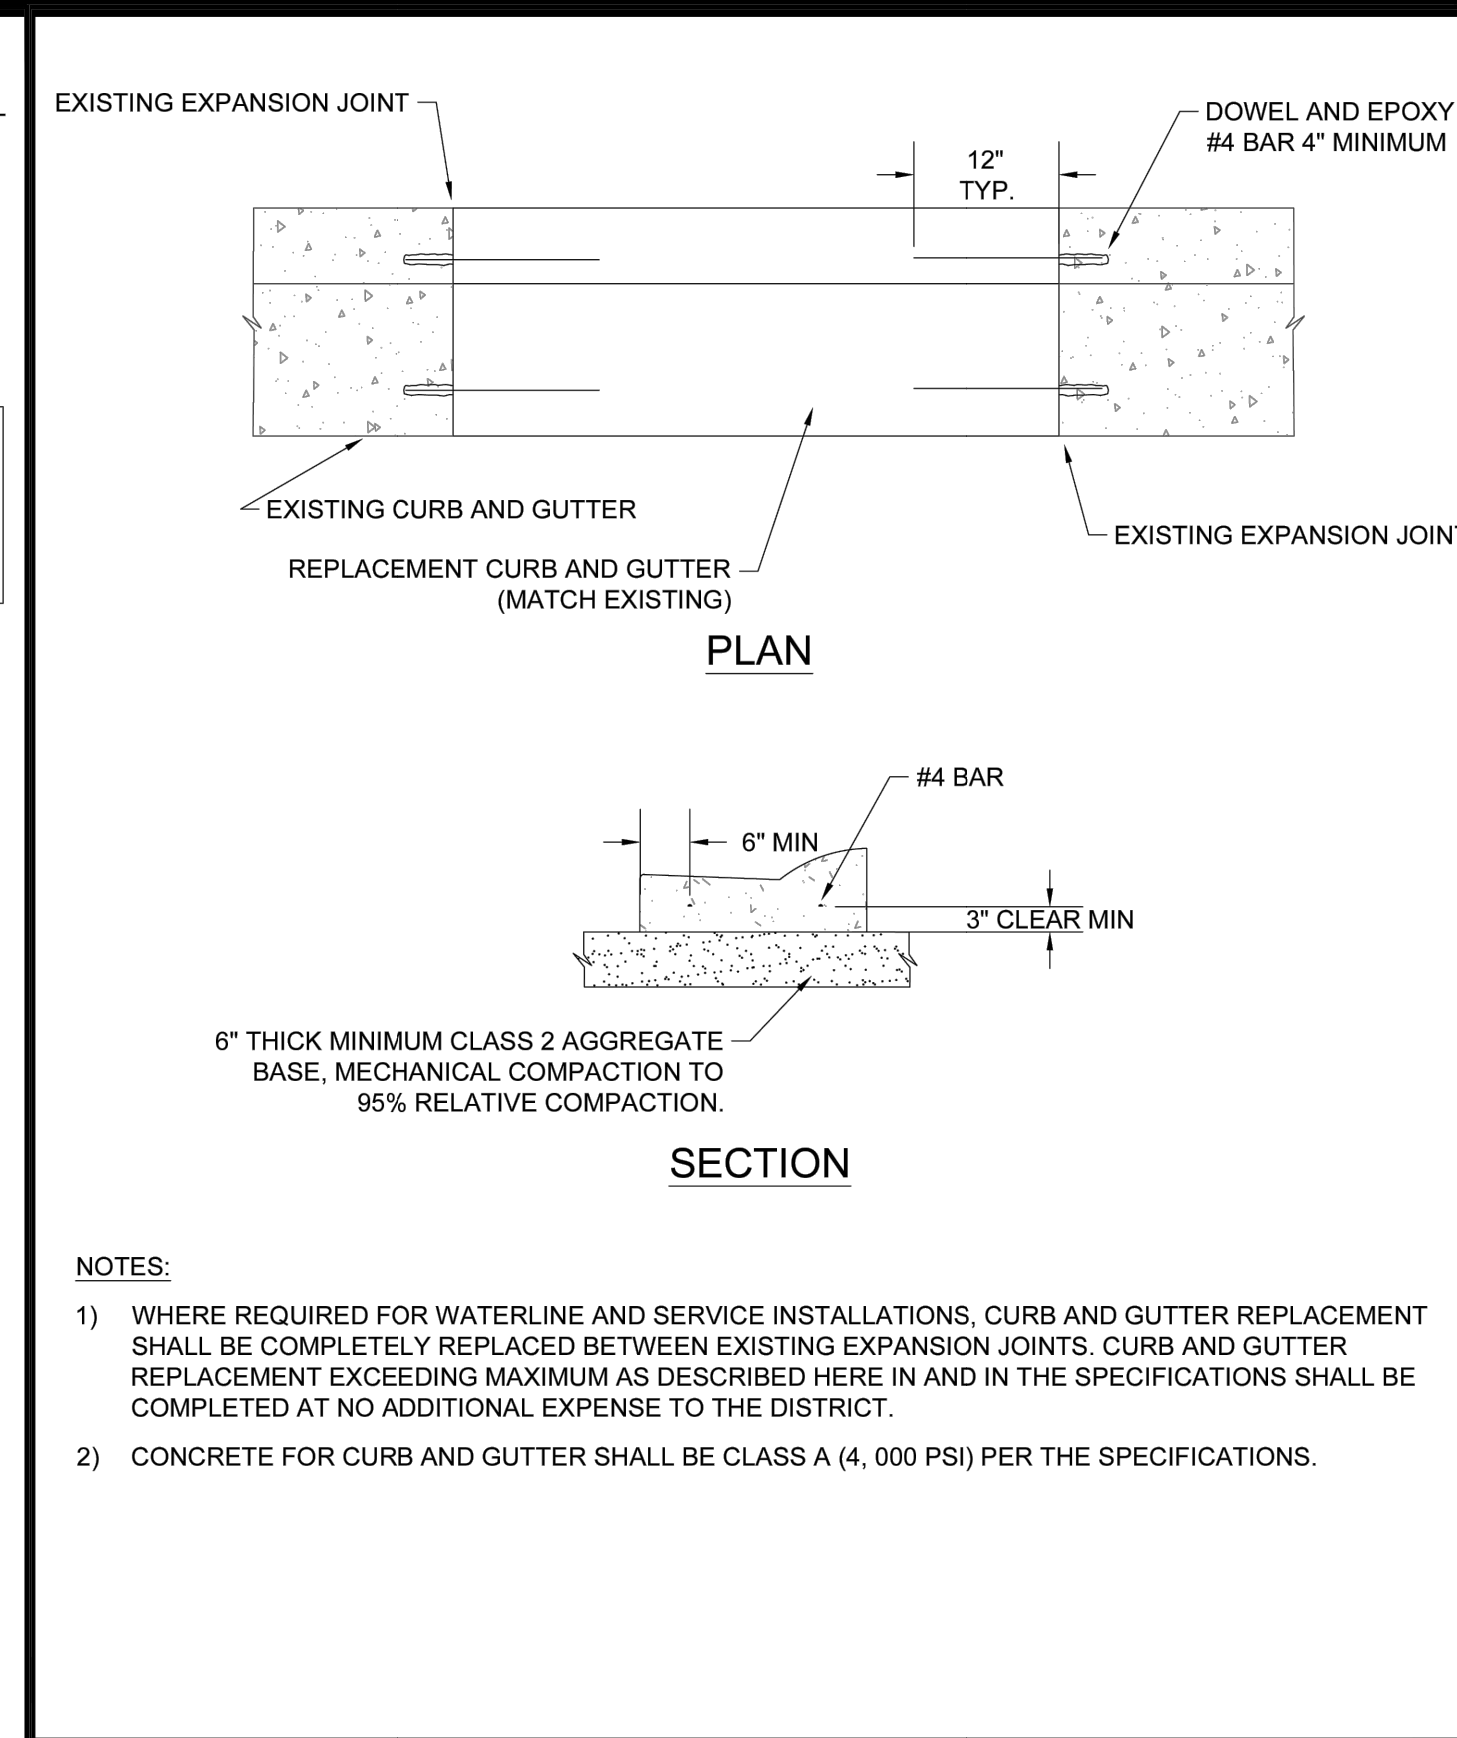 EXISTING EXPANSION JOINT
DOWEL AND EPOXY
#4 BAR 4" MINIMUM
12"
TYP.
EXISTING CURB AND GUTTER
EXISTING EXPANSION JOINT
REPLACEMENT CURB AND GUTTER
(MATCH EXISTING)
PLAN
#4 BAR
6" MIN
3" CLEAR MIN
6" THICK MINIMUM CLASS 2 AGGREGATE
BASE, MECHANICAL COMPACTION TO
95% RELATIVE COMPACTION.
SECTION
NOTES:
1) WHERE REQUIRED FOR WATERLINE AND SERVICE INSTALLATIONS, CURB AND GUTTER REPLACEMENT
SHALL BE COMPLETELY REPLACED BETWEEN EXISTING EXPANSION JOINTS. CURB AND GUTTER
REPLACEMENT EXCEEDING MAXIMUM AS DESCRIBED HERE IN AND IN THE SPECIFICATIONS SHALL BE
COMPLETED AT NO ADDITIONAL EXPENSE TO THE DISTRICT.
2) CONCRETE FOR CURB AND GUTTER SHALL BE CLASS A (4, 000 PSI) PER THE SPECIFICATIONS.